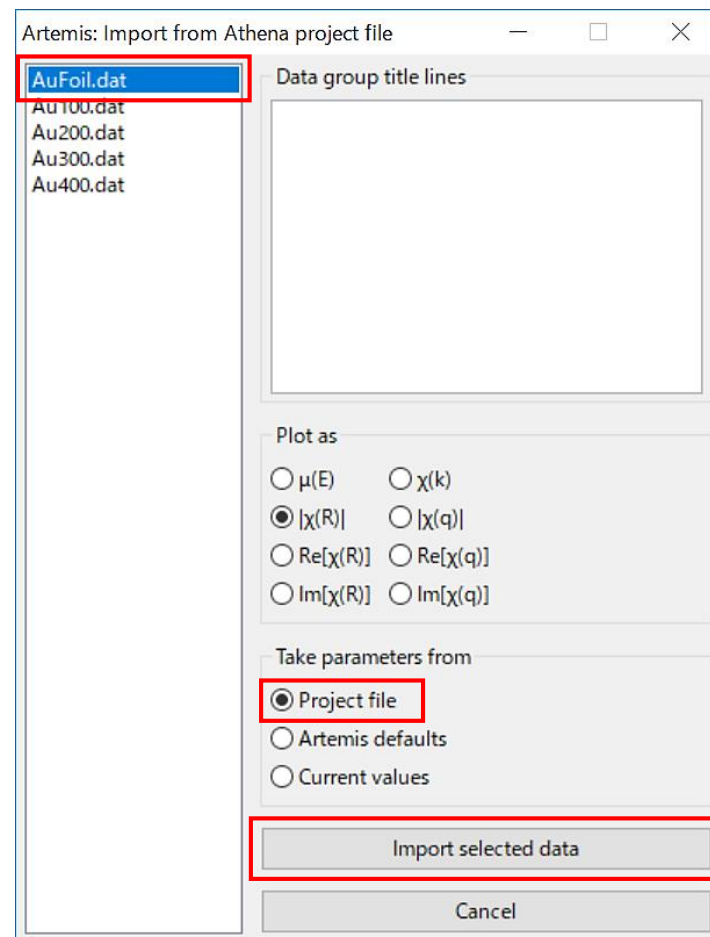 Artemis: Import from Athena project file
AuFoil.dat
Au100.dat
Au200.dat
Au300.dat
Au400.dat
Data group title lines
Plot as
μ(E) χ(k)
|χ(R)| |χ(q)|
Re[χ(R)] Re[χ(q)]
Im[χ(R)] Im[χ(q)]
Take parameters from
Project file
Artemis defaults
Current values
Import selected data
Cancel